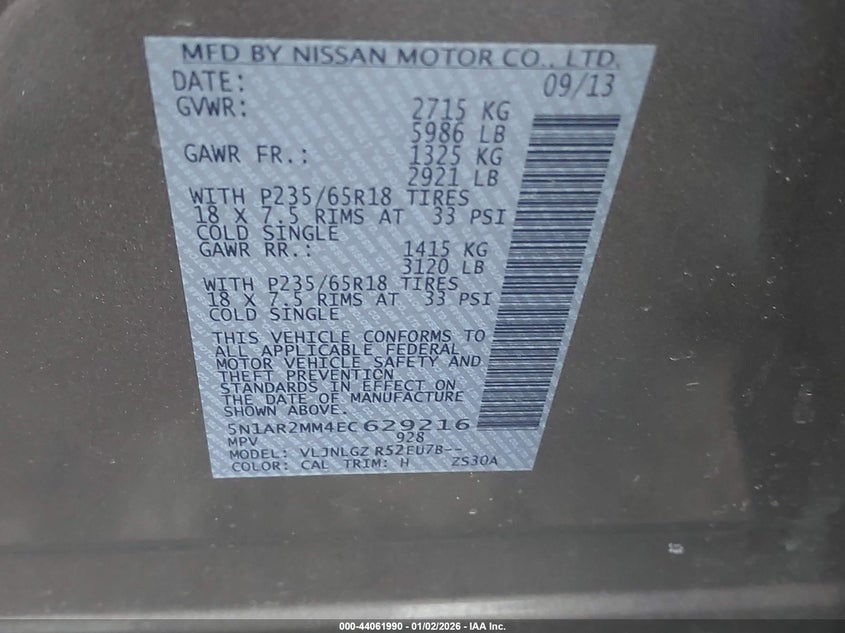 MFD BY NISSAN MOTOR CO., LTD.
DATE: 09/13
GVWR: 2715 KG
5986 LB
GAWR FR.: 1325 KG
2921 LB
WITH P235/65R18 TIRES
18 X 7.5 RIMS AT 33 PSI
COLD SINGLE
GAWR RR.: 1415 KG
3120 LB
WITH P235/65R18 TIRES
18 X 7.5 RIMS AT 33 PSI
COLD SINGLE
THIS VEHICLE CONFORMS TO
ALL APPLICABLE FEDERAL
MOTOR VEHICLE SAFETY AND
THEFT PREVENTION
STANDARDS IN EFFECT ON
THE DATE OF MANUFACTURE
SHOWN ABOVE.
5N1AR2MM4EC629216
MPV 928
MODEL: VLJNLGZ R52EU7B--
COLOR: CAL TRIM: H ZS30A
000-44061990 - 01/02/2026 - IAA Inc.